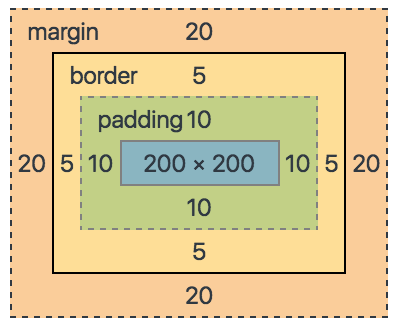 margin 20
border 5
padding 10
20 5 10 200 × 200 10 5 20
10
5
20